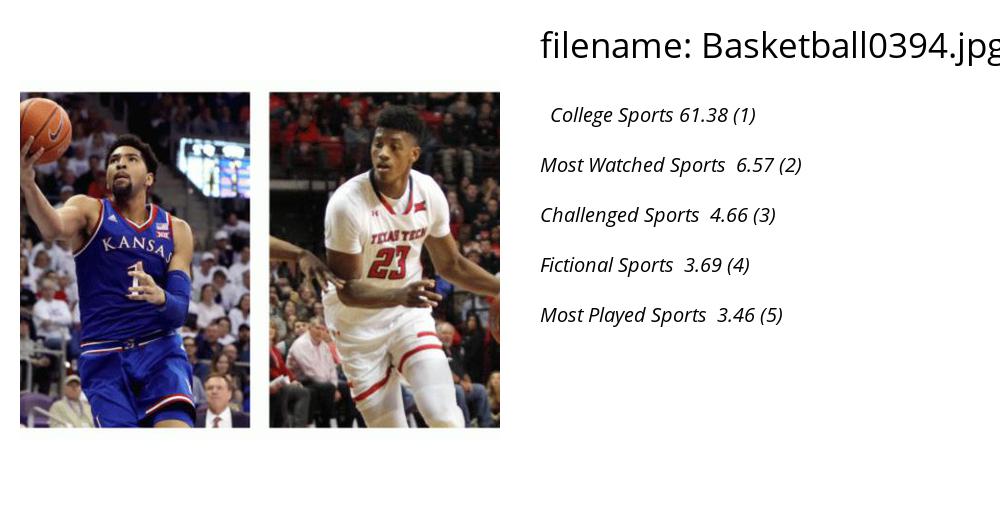 filename: Basketball0394.jpg
College Sports 61.38 (1)
Most Watched Sports 6.57 (2)
Challenged Sports 4.66 (3)
Fictional Sports 3.69 (4)
Most Played Sports 3.46 (5)
KANSAS
1
TEXAS TECH
23